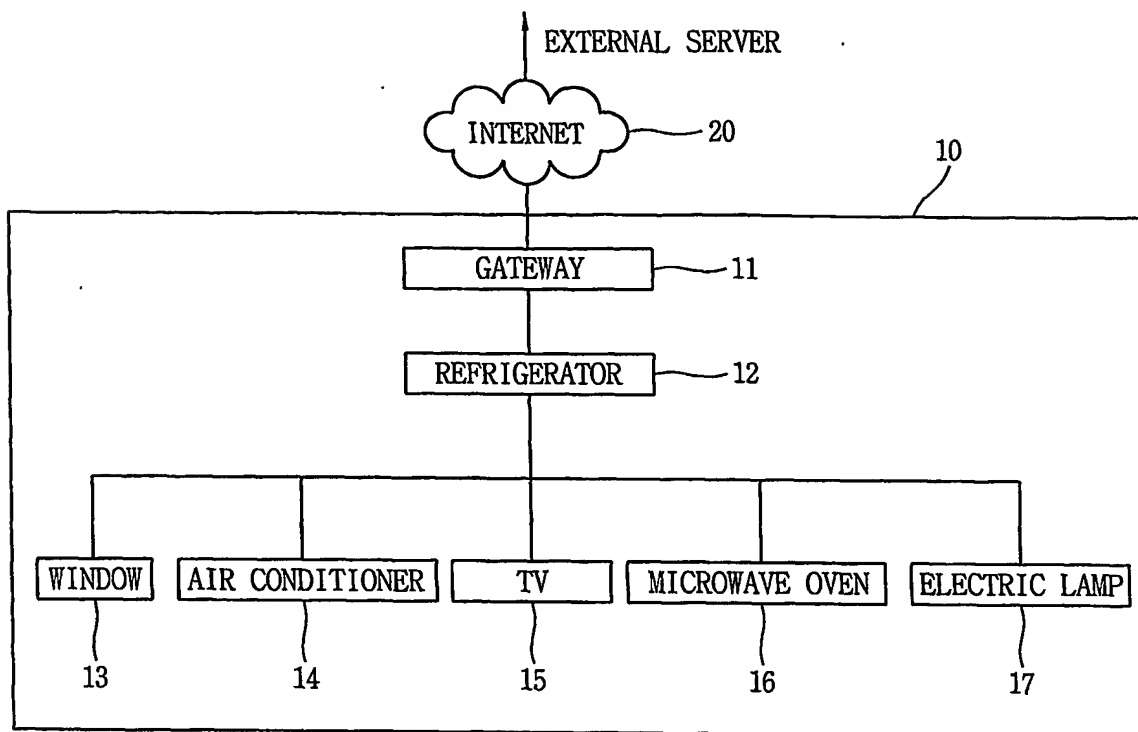 EXTERNAL SERVER
INTERNET
20
10
GATEWAY
11
REFRIGERATOR
12
WINDOW
AIR CONDITIONER
TV
MICROWAVE OVEN
ELECTRIC LAMP
13
14
15
16
17